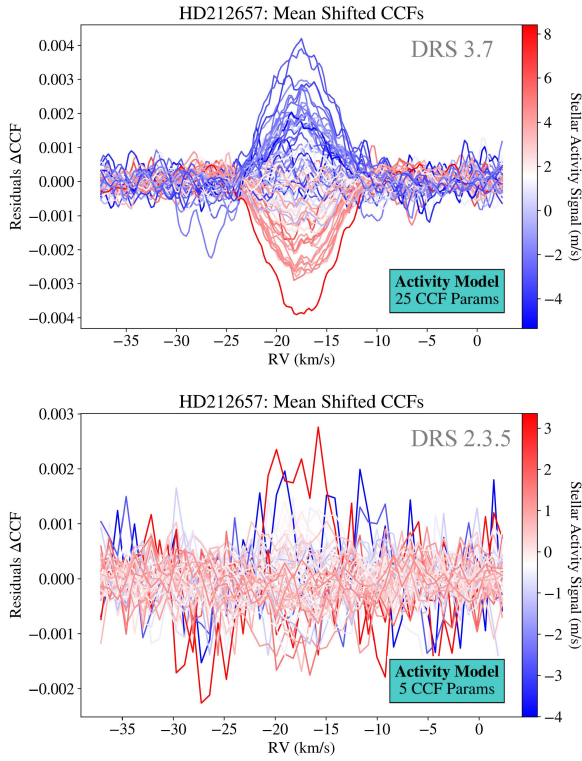 HD212657: Mean Shifted CCFs
DRS 3.7
0.004
0.003
0.002
0.001
0.000
−0.001
−0.002
−0.003
−0.004
Residuals ΔCCF
−35 −30 −25 −20 −15 −10 −5 0
RV (km/s)
Activity Model
25 CCF Params
8
6
4
2
0
−2
−4
Stellar Activity Signal (m/s)
HD212657: Mean Shifted CCFs
DRS 2.3.5
0.003
0.002
0.001
0.000
−0.001
−0.002
Residuals ΔCCF
−35 −30 −25 −20 −15 −10 −5 0
RV (km/s)
Activity Model
5 CCF Params
3
2
1
0
−1
−2
−3
−4
Stellar Activity Signal (m/s)